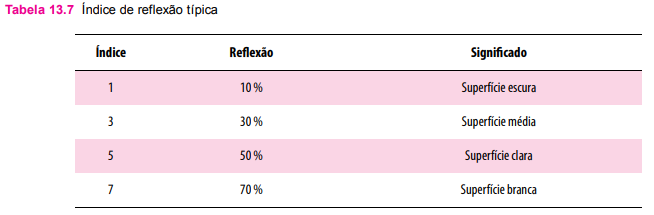 Tabela 13.7 Índice de reflexão típica
Índice Reflexão Significado
1 10 % Superfície escura
3 30 % Superfície média
5 50 % Superfície clara
7 70 % Superfície branca